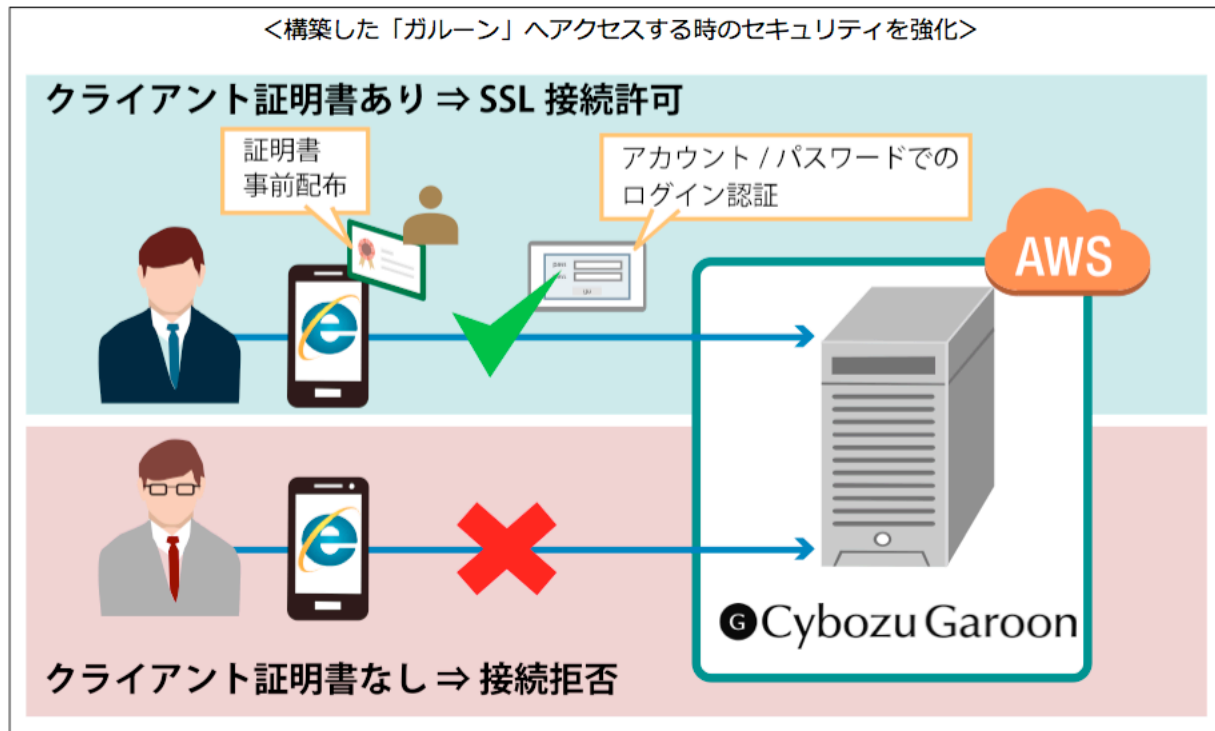 ＜構築した「ガルーン」へアクセスする時のセキュリティを強化＞
クライアント証明書あり ⇒ SSL 接続許可
証明書
事前配布
アカウント / パスワードでの
ログイン認証
AWS
G Cybozu Garoon
クライアント証明書なし ⇒ 接続拒否